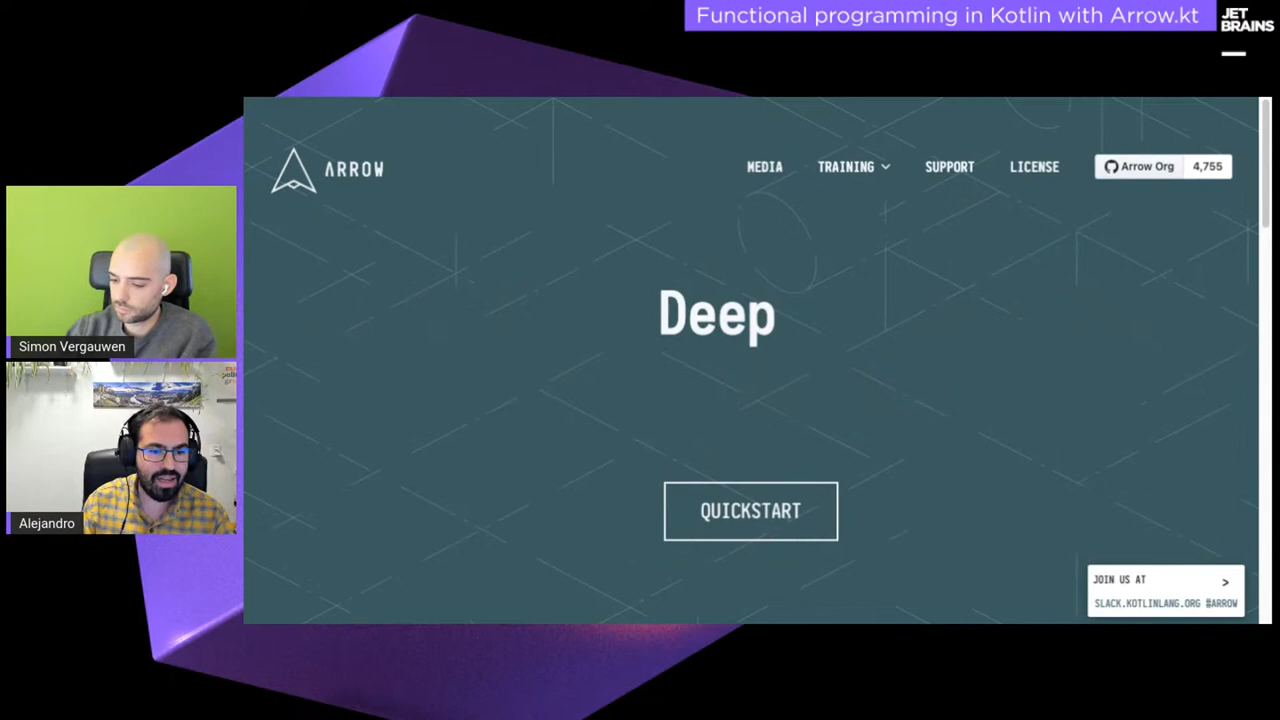 Functional programming in Kotlin with Arrow.kt
JET
BRAINS
ARROW
MEDIA
TRAINING
SUPPORT
LICENSE
Arrow Org
4,755
Deep
QUICKSTART
JOIN US AT
>
SLACK.KOTLINLANG.ORG #ARROW
Simon Vergauwen
Alejandro